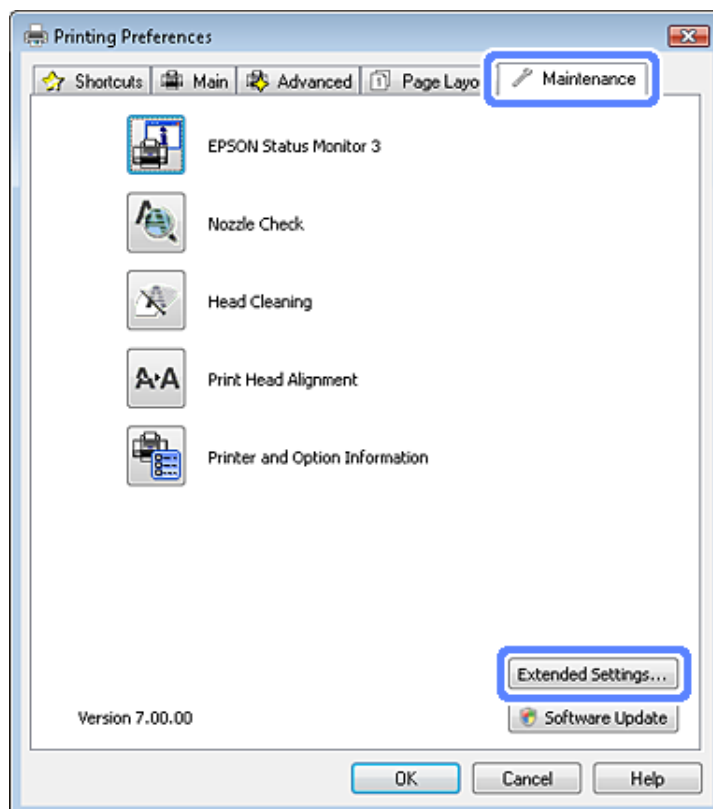 Printing Preferences
Shortcuts Main Advanced 1 Page Layo Maintenance
EPSON Status Monitor 3
Nozzle Check
Head Cleaning
A A Print Head Alignment
Printer and Option Information
Extended Settings...
Version 7.00.00 Software Update
OK Cancel Help